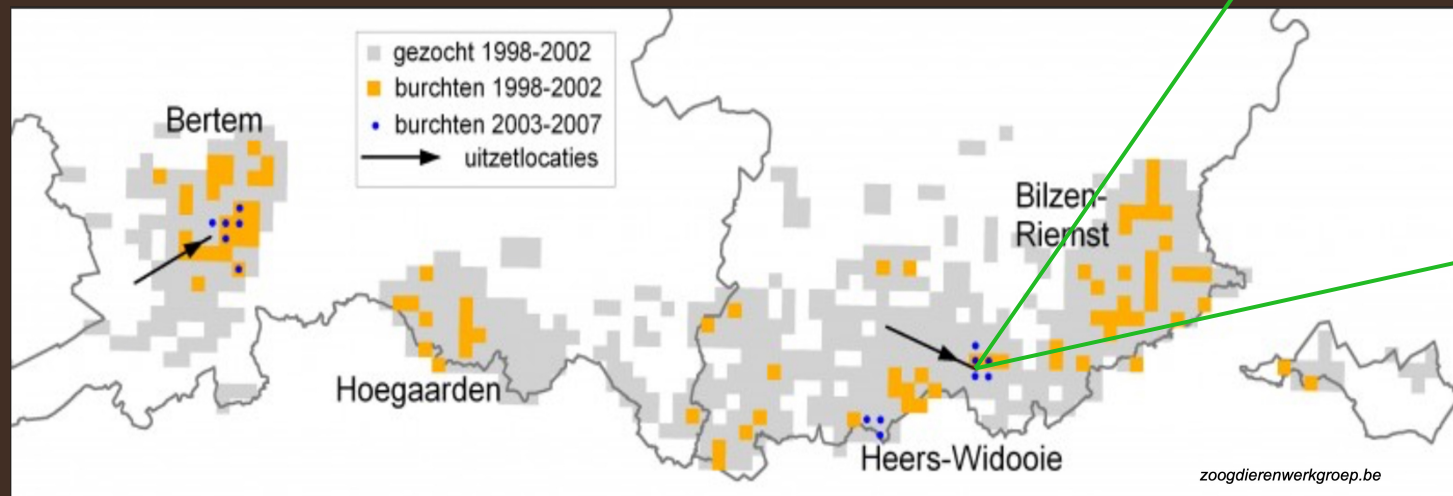 gezocht 1998-2002
burchten 1998-2002
burchten 2003-2007
uitzetlocaties
Bertem
Hoegaarden
Bilzen-
Riemst
Heers-Widooie
zoogdierenwerkgroep.be